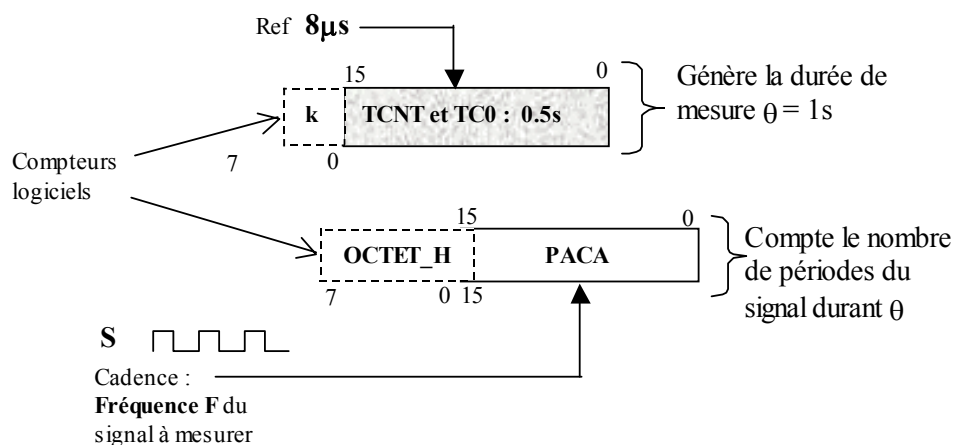 Ref 8µs
15 0
k TCNT et TC0 : 0.5s
Génère la durée de
mesure θ = 1s
7 0
Compteurs
logiciels
15 0
OCTET_H PACA
Compte le nombre
de périodes du
signal durant θ
7 0 15
S
Cadence :
Fréquence F du
signal à mesurer